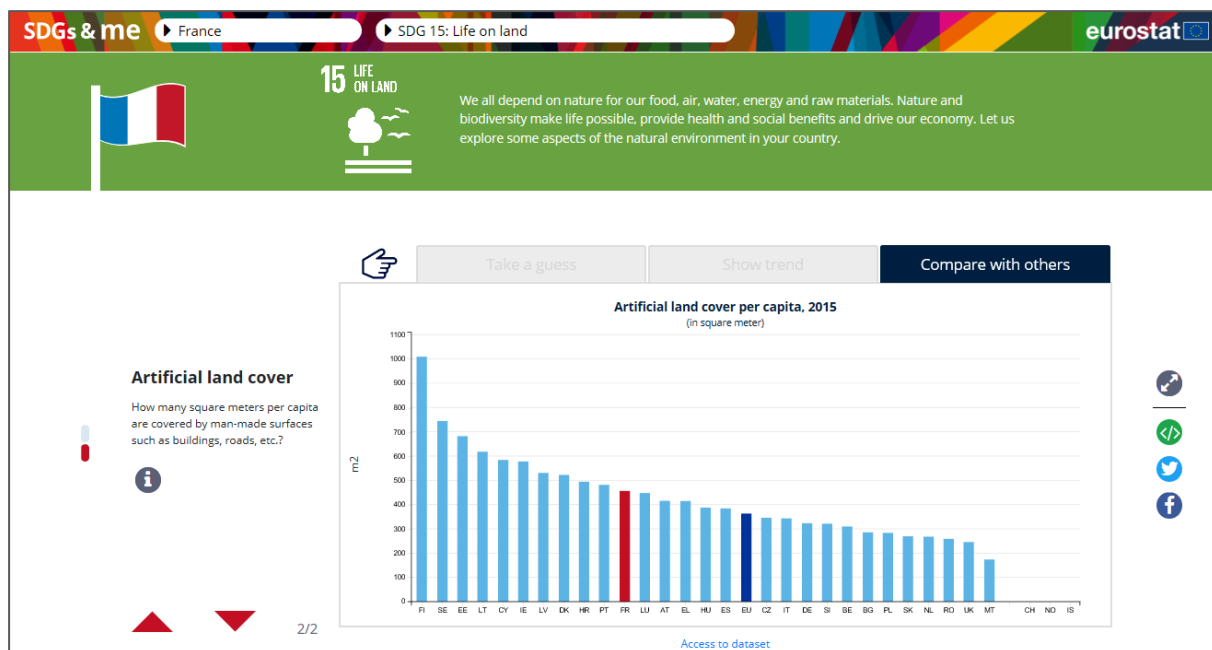 SDGs & me
France
SDG 15: Life on land
eurostat
15 LIFE
ON LAND
We all depend on nature for our food, air, water, energy and raw materials. Nature and
biodiversity make life possible, provide health and social benefits and drive our economy. Let us
explore some aspects of the natural environment in your country.
Take a guess
Show trend
Compare with others
Artificial land cover
How many square meters per capita
are covered by man-made surfaces
such as buildings, roads, etc.?
i
2/2
Artificial land cover per capita, 2015
(in square meter)
m2
1100
1000
900
800
700
600
500
400
300
200
100
0
FI SE EE LT CY IE LV DK HR PT FR LU AT EL HU ES EU CZ IT DE SI BE BG PL SK NL RO UK MT CH NO IS
Access to dataset